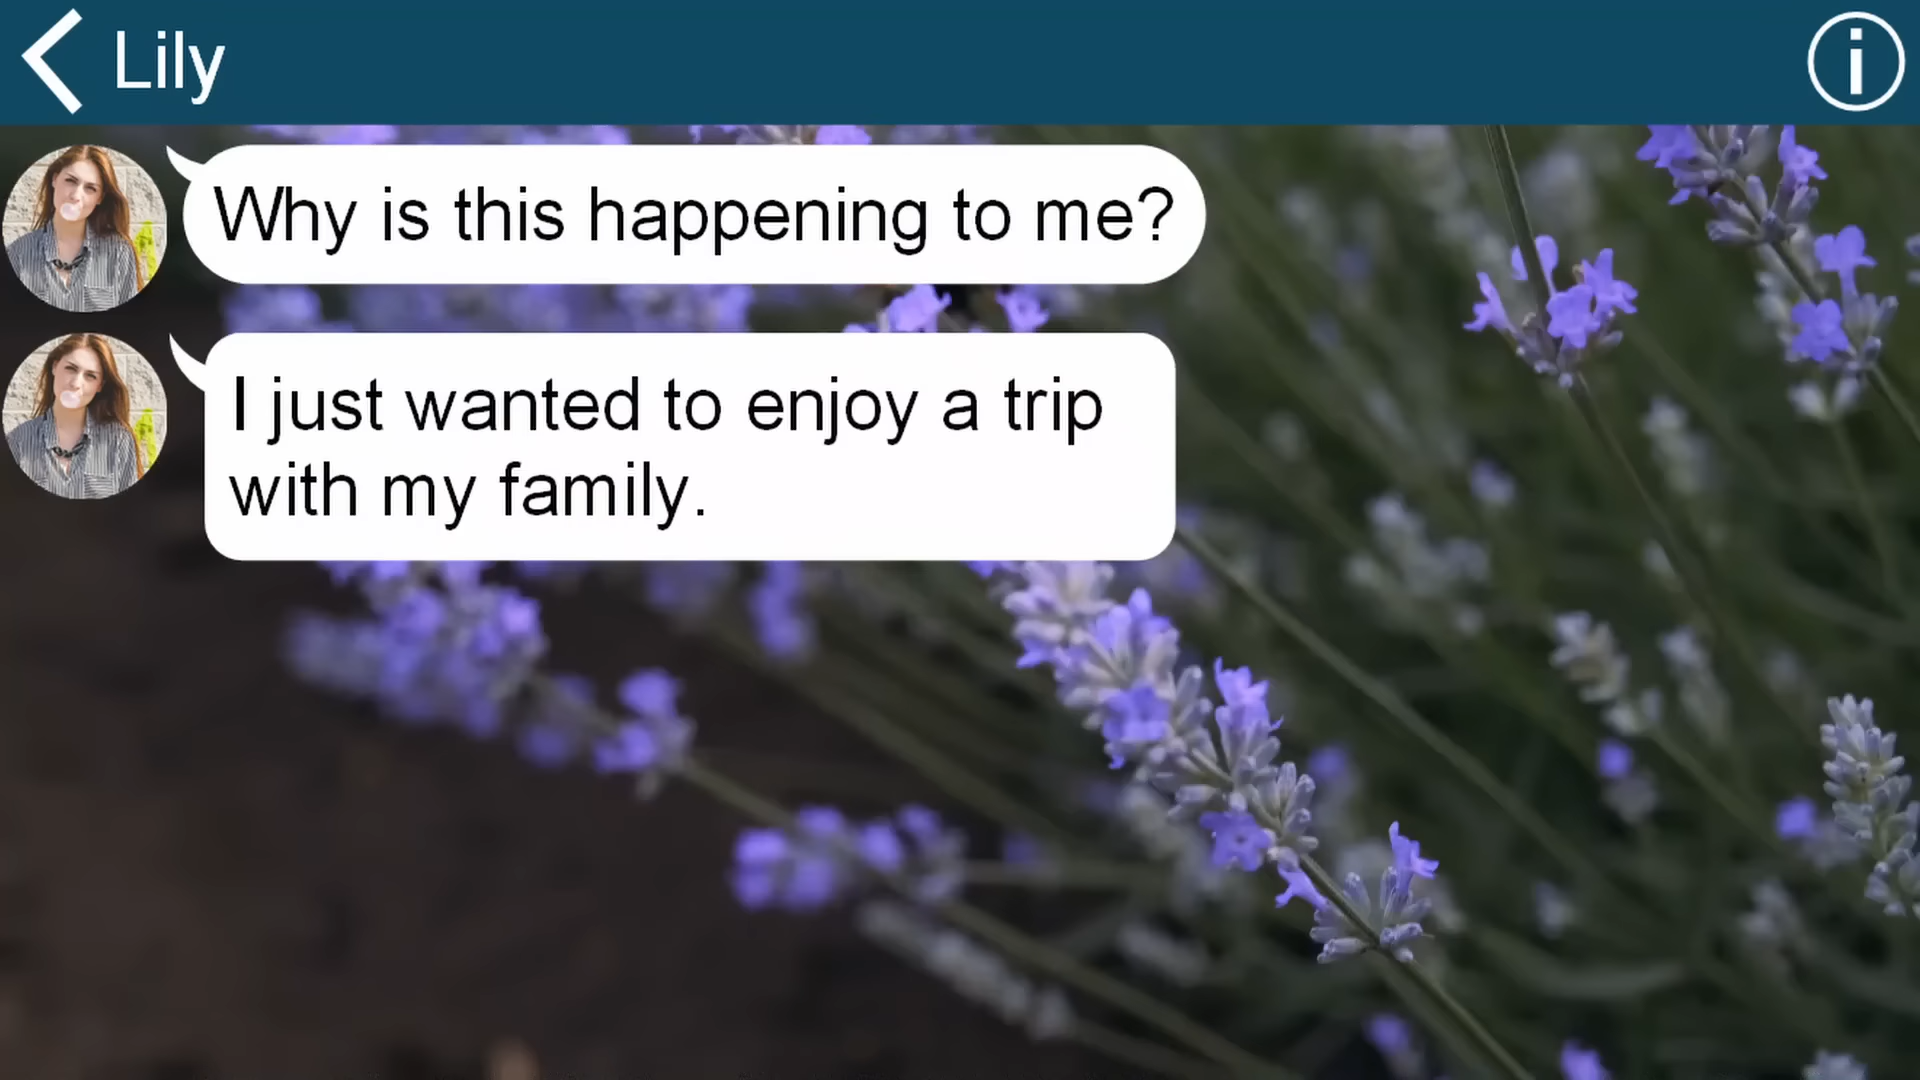 Lily
Why is this happening to me?
I just wanted to enjoy a trip
with my family.